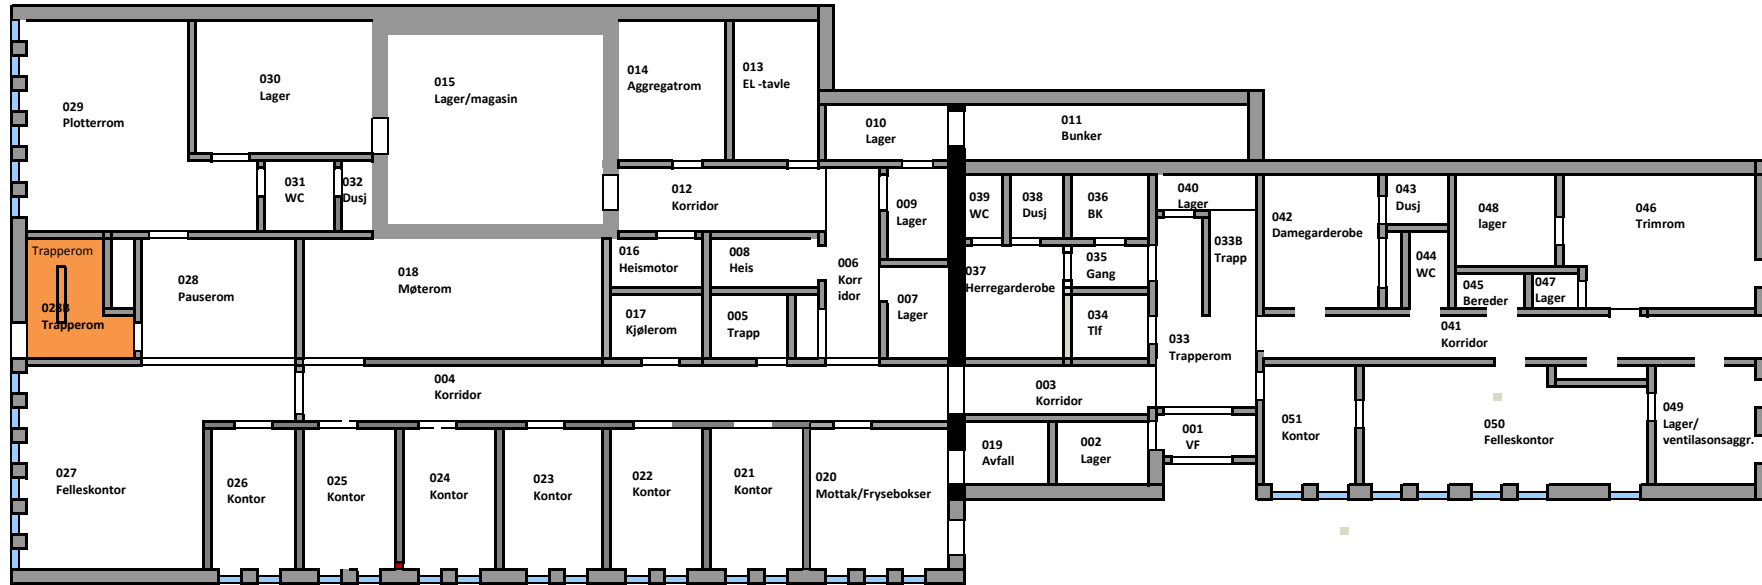 029
Plotterrom
030
Lager
015
Lager/magasin
014
Aggregatrom
013
EL -tavle
010
Lager
011
Bunker
031
WC
032
Dusj
012
Korridor
009
Lager
039
WC
038
Dusj
036
BK
040
Lager
033B
Trapp
042
Damegarderobe
043
Dusj
048
lager
046
Trimrom
Trapperom
028B
Trapperom
028
Pauserom
018
Møterom
016
Heismotor
008
Heis
006
Korr
idor
007
Lager
017
Kjølerom
005
Trapp
037
Herregarderobe
035
Gang
034
Tlf
033
Trapperom
044
WC
045
Bereder
047
Lager
041
Korridor
004
Korridor
003
Korridor
027
Felleskontor
026
Kontor
025
Kontor
024
Kontor
023
Kontor
022
Kontor
021
Kontor
020
Mottak/Frysebokser
019
Avfall
002
Lager
001
VF
051
Kontor
050
Felleskontor
049
Lager/
ventilasonsaggr.